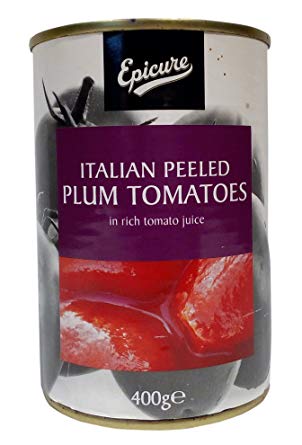 Epicure
ITALIAN PEELED
PLUM TOMATOES
in rich tomato juice
400g℮